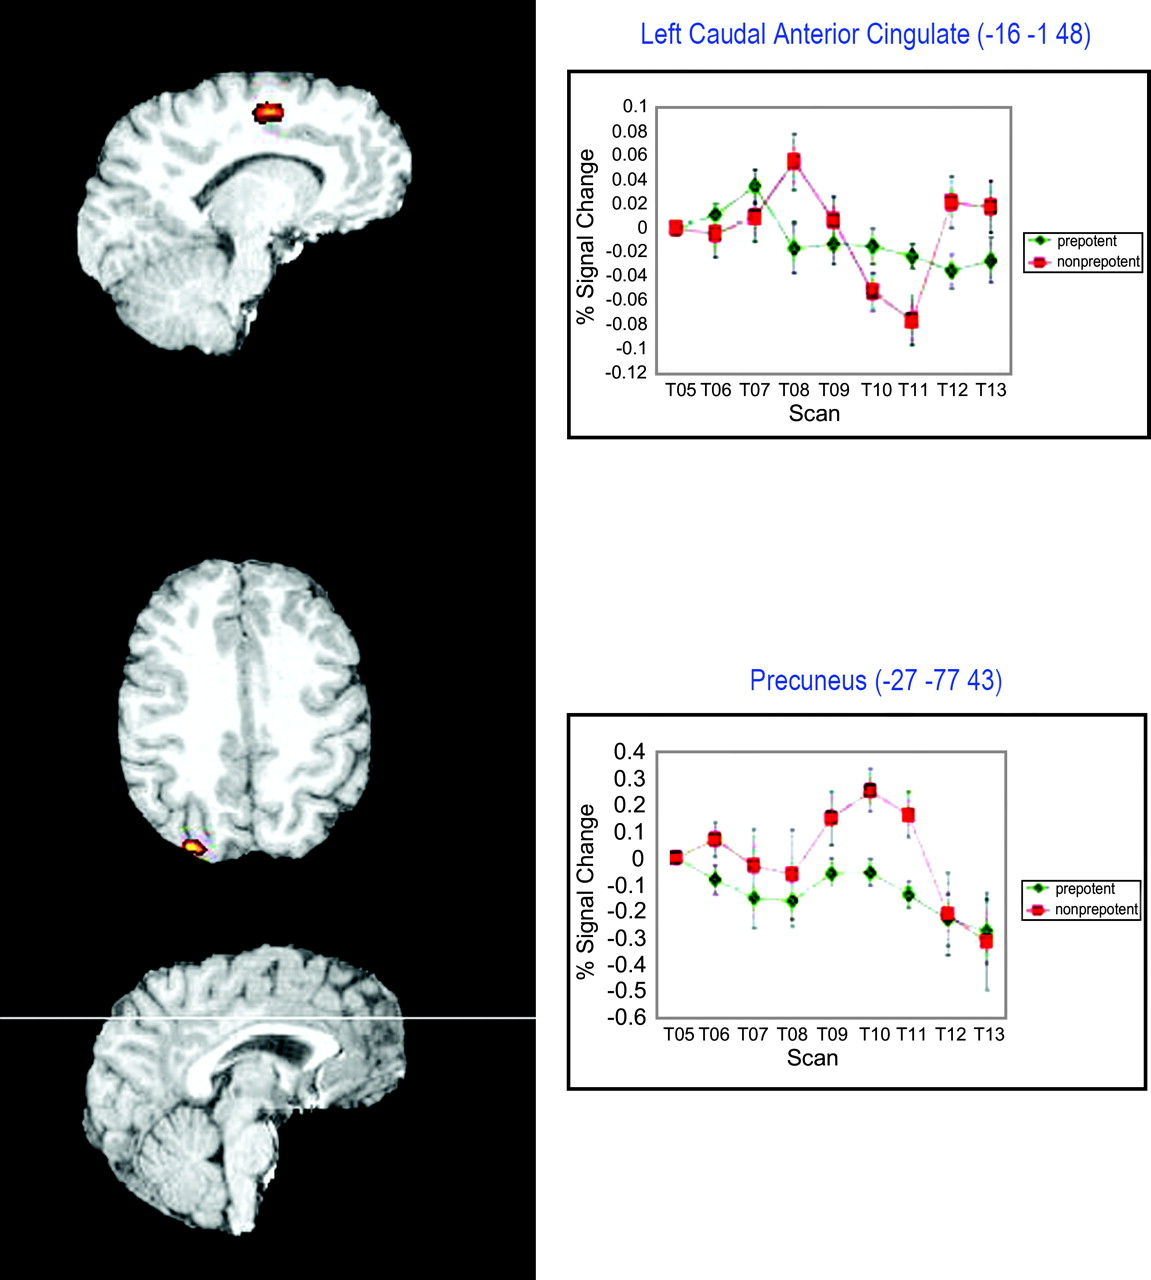 Left Caudal Anterior Cingulate (-16 -1 48)
0.1
0.08
0.06
0.04
0.02
0
-0.02
-0.04
-0.06
-0.08
-0.1
-0.12
% Signal Change
T05 T06 T07 T08 T09 T10 T11 T12 T13
Scan
prepotent
nonprepotent
Precuneus (-27 -77 43)
0.4
0.3
0.2
0.1
0
-0.1
-0.2
-0.3
-0.4
-0.5
-0.6
% Signal Change
T05 T06 T07 T08 T09 T10 T11 T12 T13
Scan
prepotent
nonprepotent